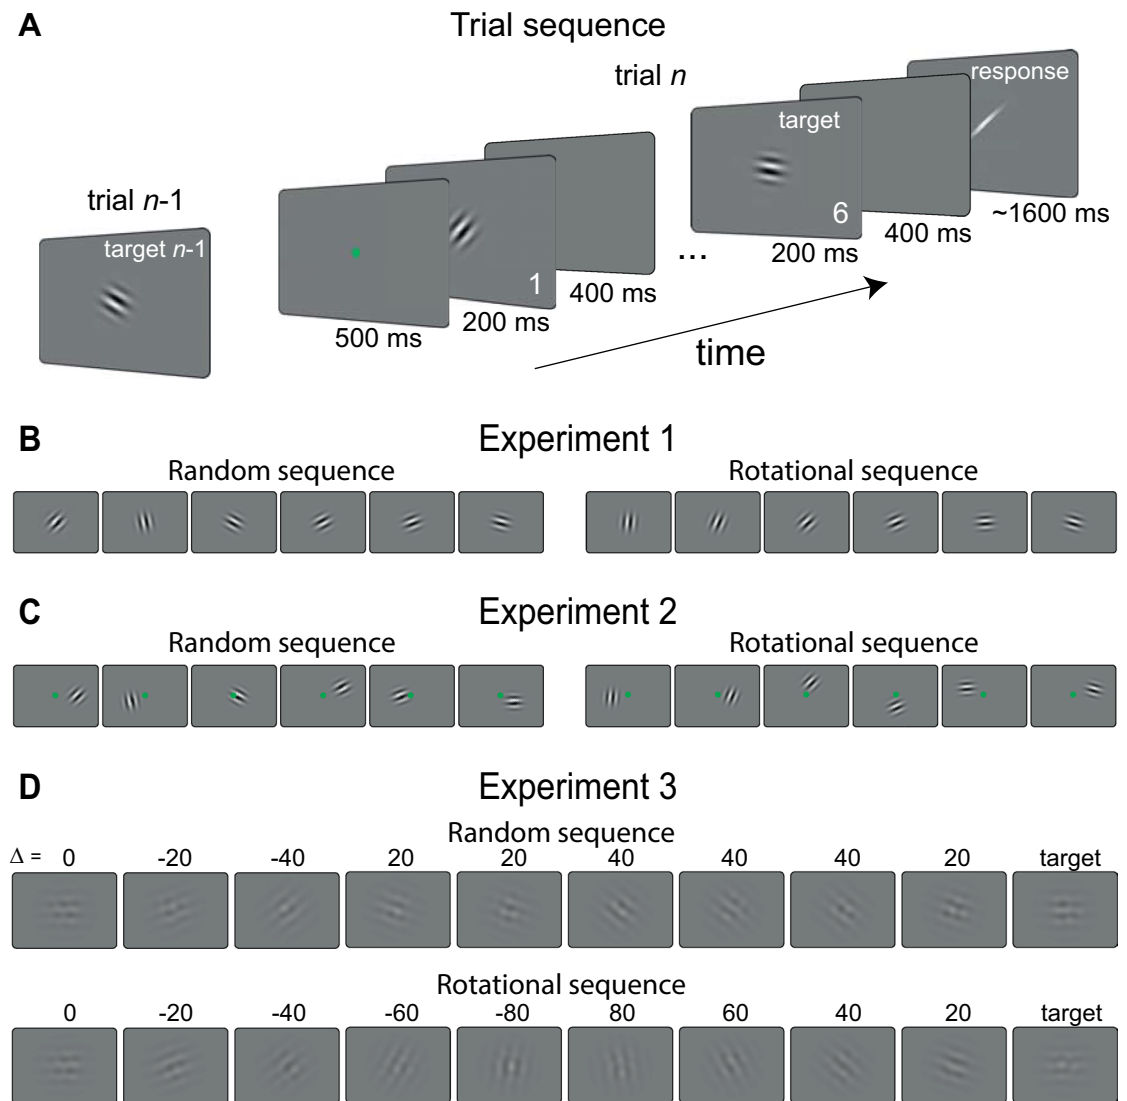 A
Trial sequence
trial n
response
target
trial n-1
target n-1
6
~1600 ms
400 ms
200 ms
...
1
400 ms
200 ms
500 ms
time
B
Experiment 1
Random sequence
Rotational sequence
C
Experiment 2
Random sequence
Rotational sequence
D
Experiment 3
Random sequence
Δ = 0 -20 -40 20 20 40 40 40 20 target
Rotational sequence
0 -20 -40 -60 -80 80 60 40 20 target